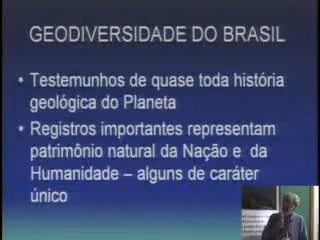 GEODIVERSIDADE DO BRASIL
• Testemunhos de quase toda história
geológica do Planeta
• Registros importantes representam
patrimônio natural da Nação e da
Humanidade – alguns de caráter
único